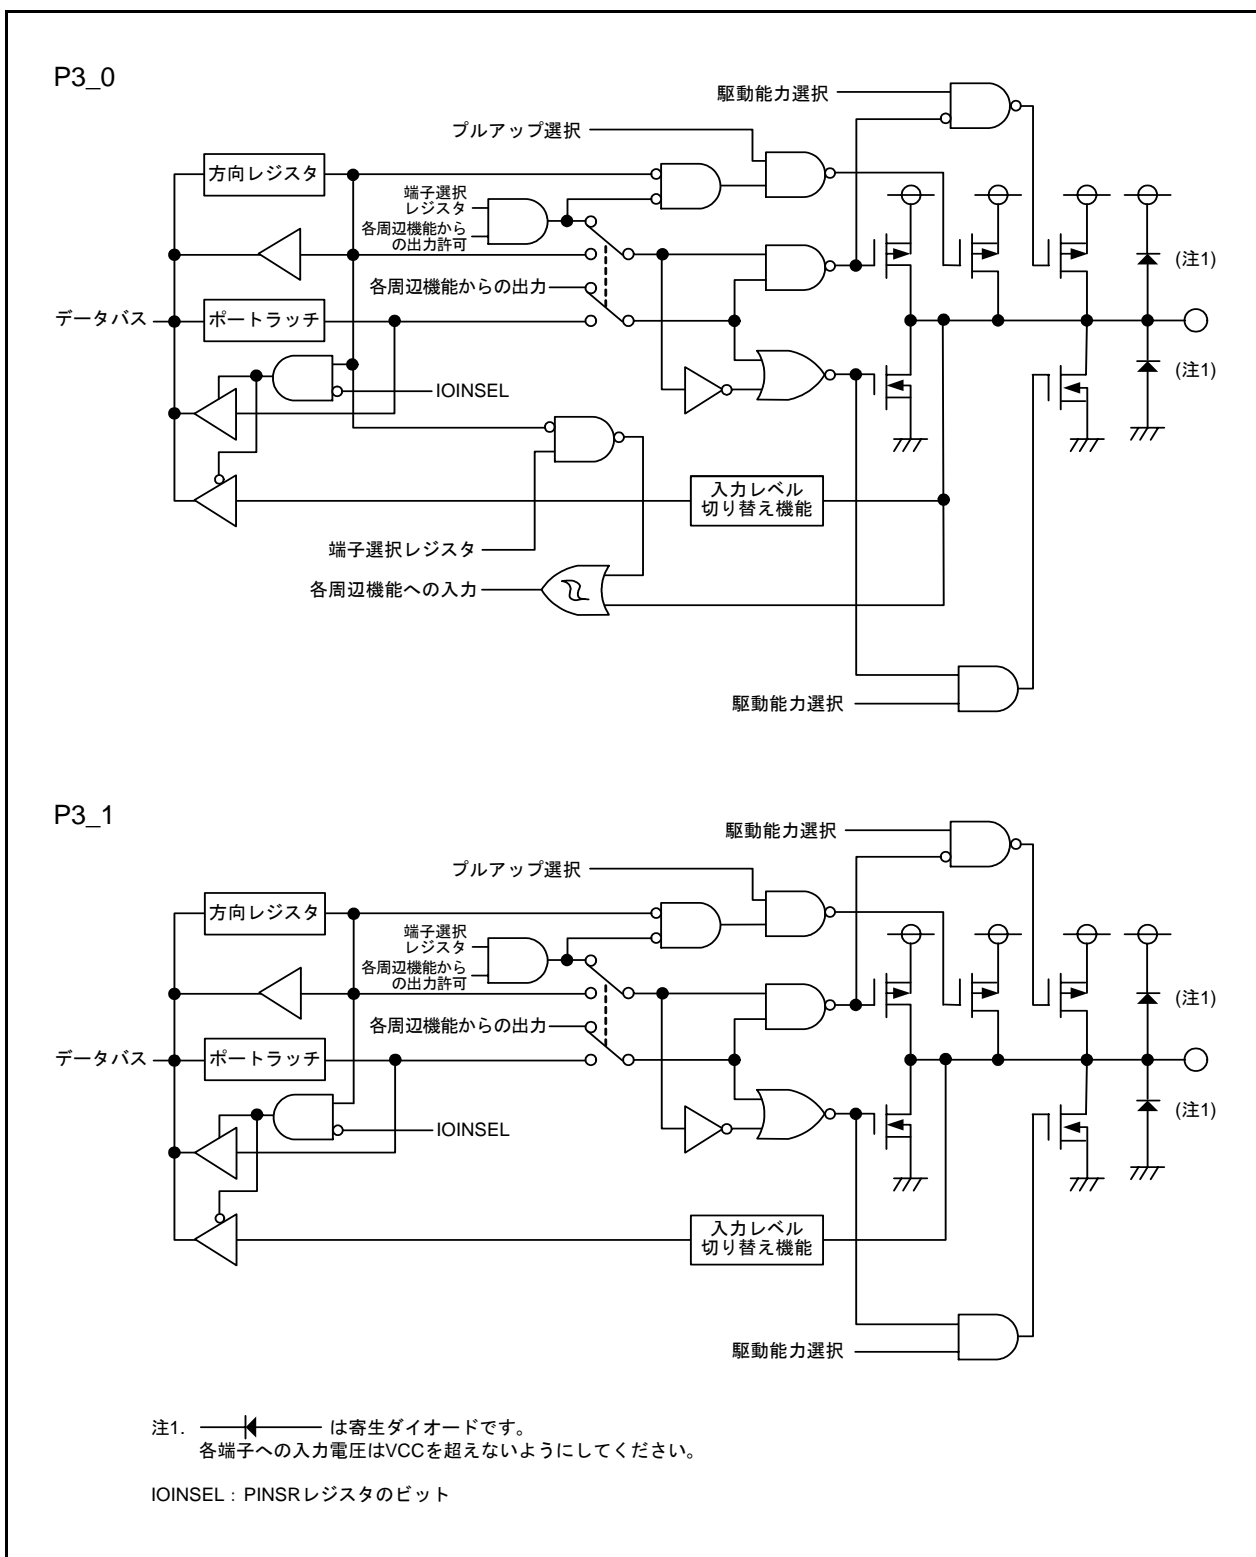 P3_0
駆動能力選択
プルアップ選択
方向レジスタ
端子選択
レジスタ
各周辺機能から
の出力許可
(注1)
各周辺機能からの出力
データバス
ポートラッチ
(注1)
IOINSEL
入力レベル
切り替え機能
端子選択レジスタ
各周辺機能への入力
駆動能力選択
P3_1
駆動能力選択
プルアップ選択
方向レジスタ
端子選択
レジスタ
各周辺機能から
の出力許可
(注1)
各周辺機能からの出力
データバス
ポートラッチ
(注1)
IOINSEL
入力レベル
切り替え機能
駆動能力選択
注1. は寄生ダイオードです。
各端子への入力電圧はVCCを超えないようにしてください。
IOINSEL : PINSRレジスタのビット